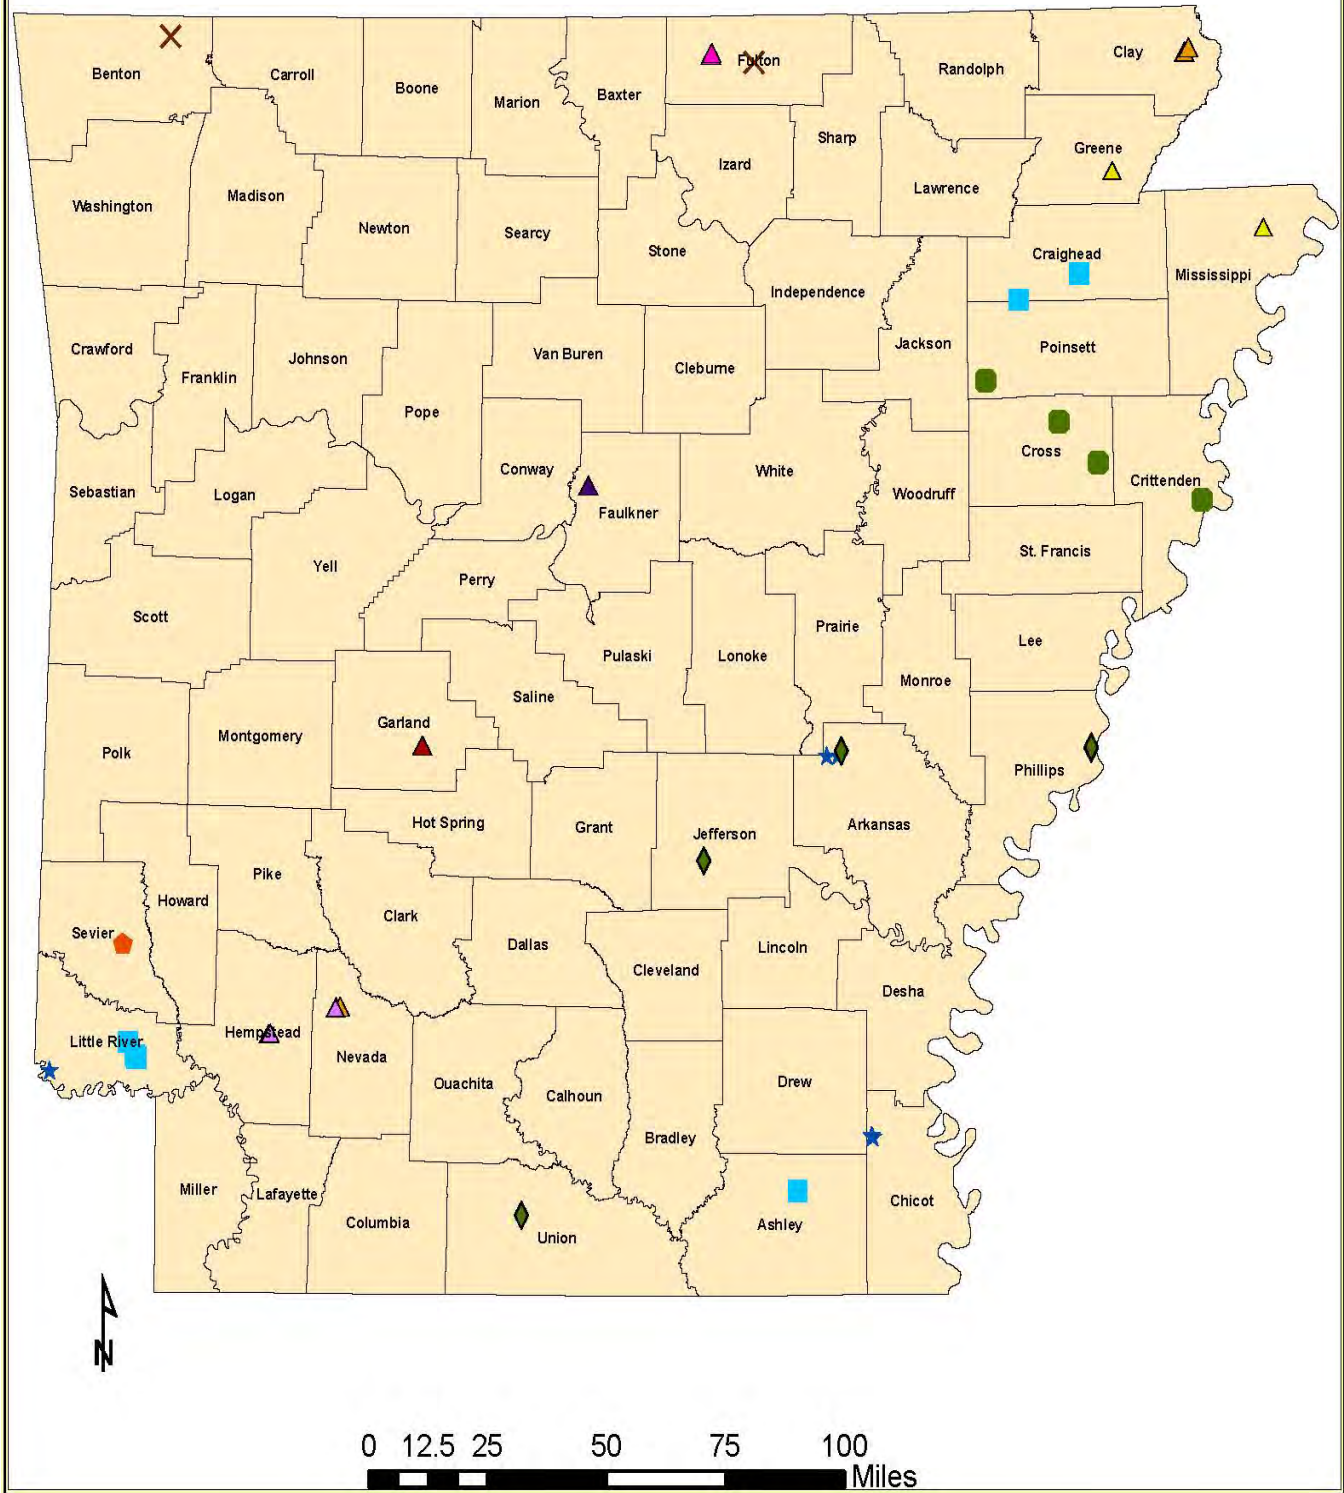 Benton
Carroll
Boone
Marion
Baxter
Fulton
Randolph
Clay
Sharp
Izard
Greene
Lawrence
Washington
Madison
Newton
Searcy
Stone
Craighead
Mississippi
Independence
Crawford
Franklin
Johnson
Van Buren
Cleburne
Jackson
Poinsett
Pope
Sebastian
Logan
Conway
Faulkner
White
Woodruff
Cross
Crittenden
St. Francis
Yell
Perry
Scott
Prairie
Lee
Pulaski
Lonoke
Monroe
Saline
Garland
Montgomery
Polk
Phillips
Hot Spring
Grant
Jefferson
Arkansas
Pike
Howard
Clark
Sevier
Dallas
Lincoln
Cleveland
Desha
Hempstead
Little River
Nevada
Ouachita
Calhoun
Drew
Bradley
Miller
Lafayette
Columbia
Union
Ashley
Chicot
N
0 12.5 25 50 75 100
Miles